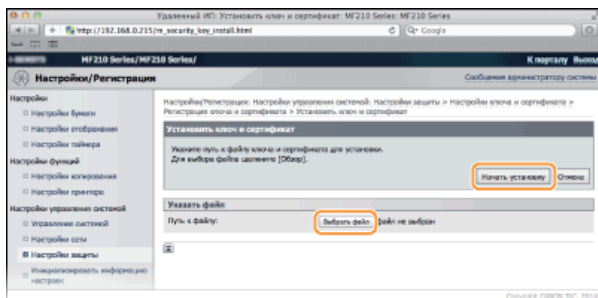 Удаленный ИП: Установить ключ и сертификат: MF210 Series: MF210 Series
http://192.168.0.215/m_security_key_install.html
Google
MF210 Series/MF210 Series/
К порталу Выход
Настройки/Регистрация
Сообщение администратору системы
Настройки
Настройки бумаги
Настройки отображения
Настройки таймера
Настройки функций
Настройки копирования
Настройки принтера
Настройки управления системой
Управление системой
Настройки сети
Настройки защиты
Инициализировать информацию настроек
Настройки/Регистрация: Настройки управления системой: Настройки защиты > Настройки ключа и сертификата >
Регистрация ключа и сертификата > Установить ключ и сертификат
Установить ключ и сертификат
Укажите путь к файлу ключа и сертификата для установки.
Для выбора файла щелкните [Обзор].
Начать установку Отмена
Указать файл
Путь к файлу: Выбрать файл файл не выбран
Copyright CANON INC. 2014